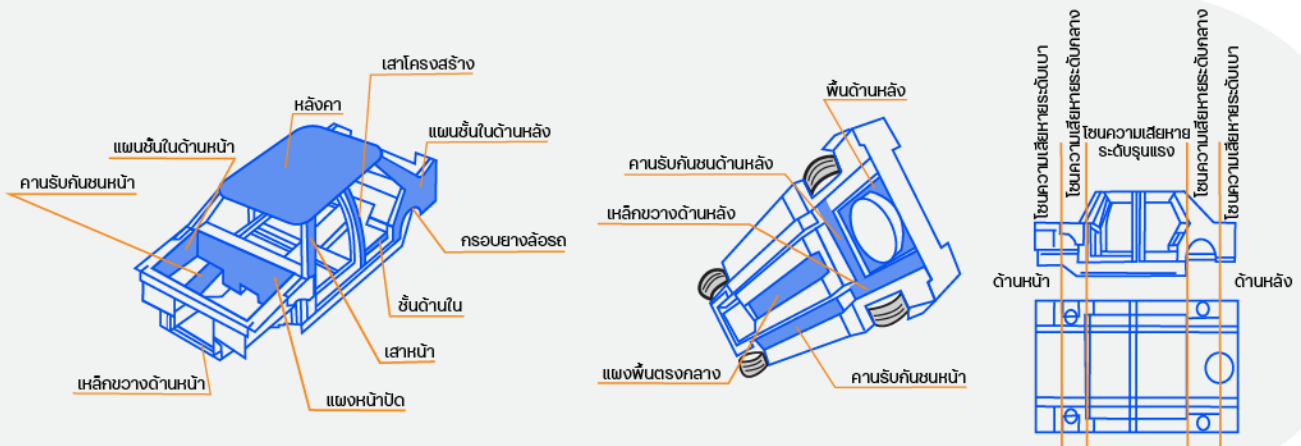 เสาโครงสร้าง
หลังคา
แผนชั้นในด้านหลัง
แผนชั้นในด้านหน้า
คานรับกันชนหน้า
กรอบยางล้อรถ
ชั้นด้านใน
เสาหน้า
เหล็กขวางด้านหน้า
แผงหน้าปัด
พื้นด้านหลัง
คานรับกันชนด้านหลัง
เหล็กขวางด้านหลัง
แผงพื้นตรงกลาง
คานรับกันชนหน้า
โซนความเสียหายระดับเบา
โซนความเสียหายระดับกลาง
โซนความเสียหาย
ระดับรุนแรง
โซนความเสียหายระดับกลาง
โซนความเสียหายระดับเบา
ด้านหน้า
ด้านหลัง